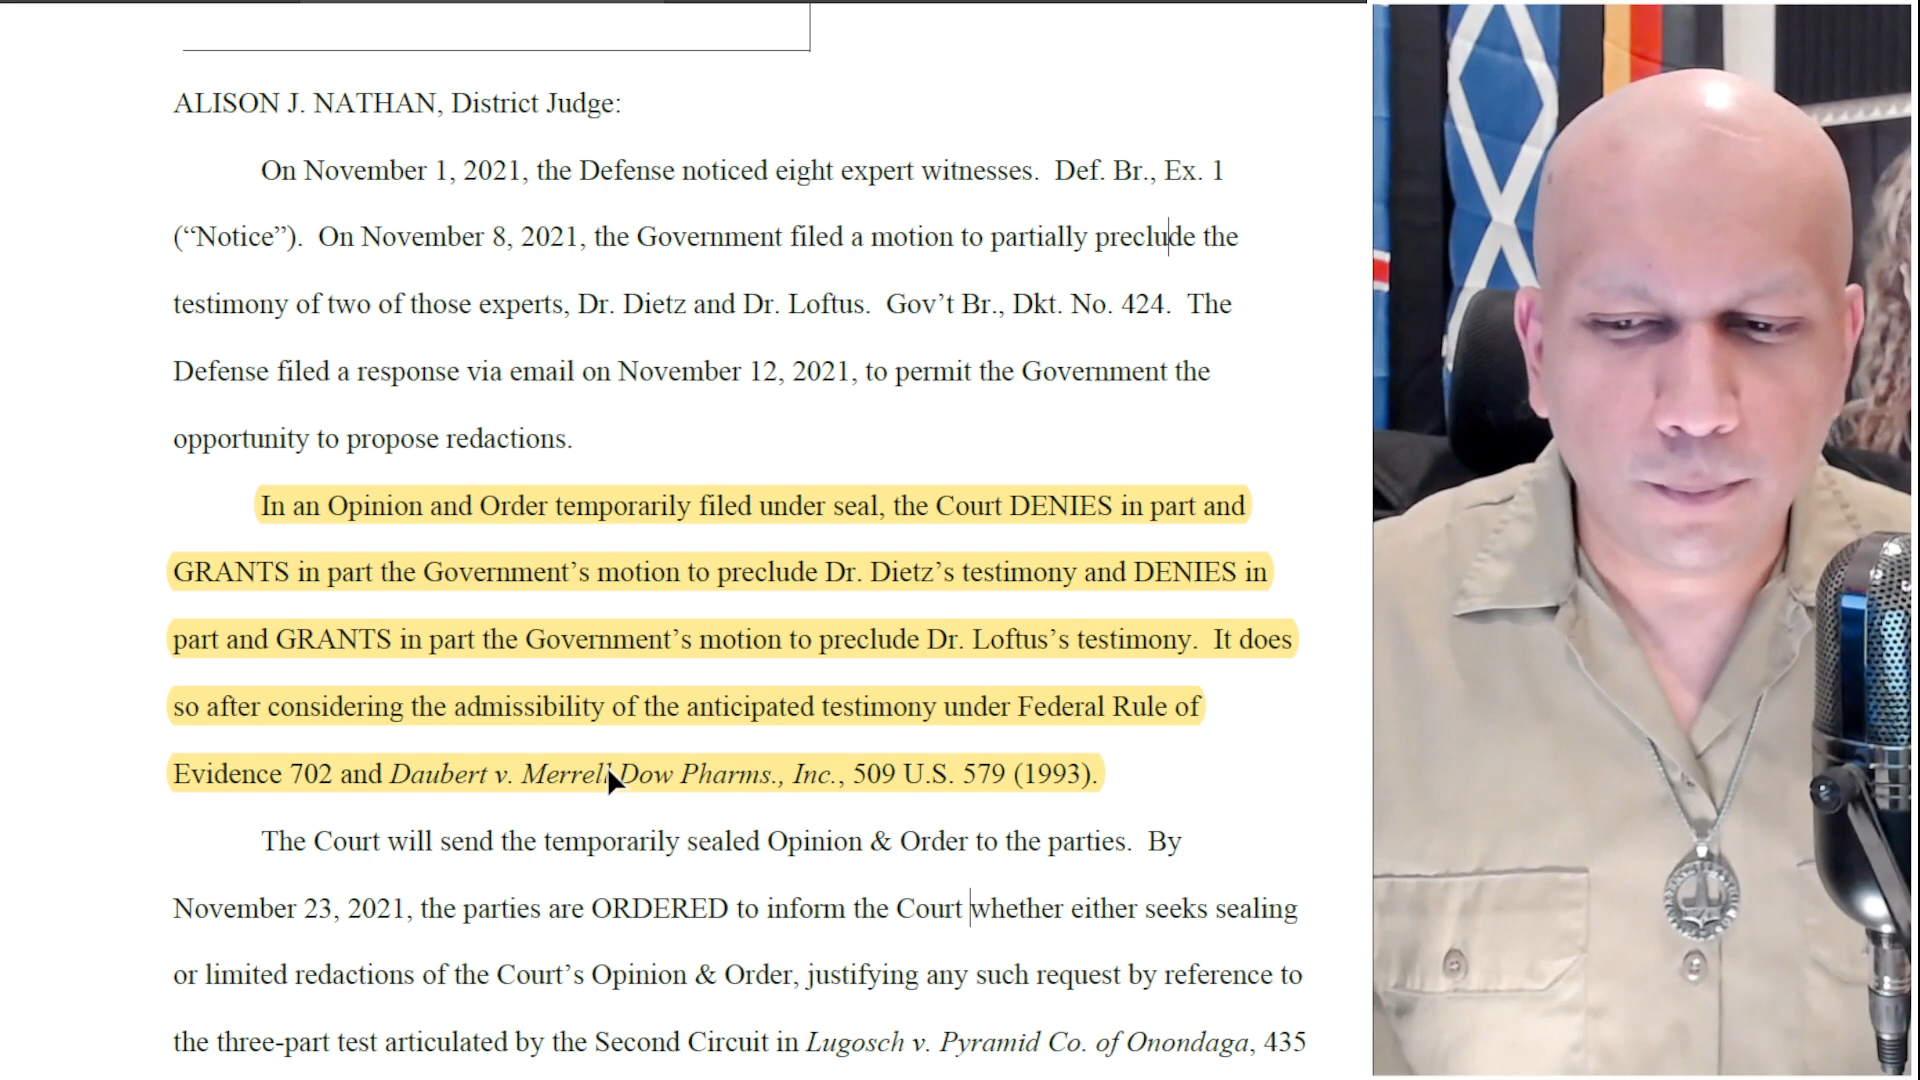 ALISON J. NATHAN, District Judge:
On November 1, 2021, the Defense noticed eight expert witnesses.  Def. Br., Ex. 1
(“Notice”).  On November 8, 2021, the Government filed a motion to partially preclude the
testimony of two of those experts, Dr. Dietz and Dr. Loftus.  Gov’t Br., Dkt. No. 424.  The
Defense filed a response via email on November 12, 2021, to permit the Government the
opportunity to propose redactions.
In an Opinion and Order temporarily filed under seal, the Court DENIES in part and
GRANTS in part the Government’s motion to preclude Dr. Dietz’s testimony and DENIES in
part and GRANTS in part the Government’s motion to preclude Dr. Loftus’s testimony.  It does
so after considering the admissibility of the anticipated testimony under Federal Rule of
Evidence 702 and Daubert v. Merrell Dow Pharms., Inc., 509 U.S. 579 (1993).
The Court will send the temporarily sealed Opinion & Order to the parties.  By
November 23, 2021, the parties are ORDERED to inform the Court whether either seeks sealing
or limited redactions of the Court’s Opinion & Order, justifying any such request by reference to
the three-part test articulated by the Second Circuit in Lugosch v. Pyramid Co. of Onondaga, 435